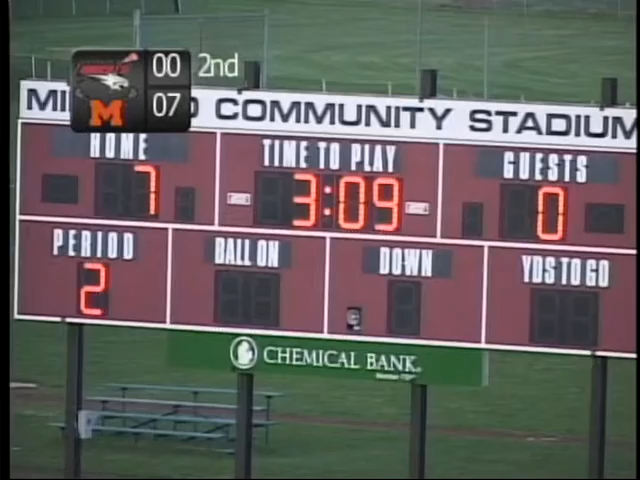 00 2nd
M 07
COMMUNITY STADIUM
HOME TIME TO PLAY GUESTS
7 3:09 0
PERIOD BALL ON DOWN YDS TO GO
2
CHEMICAL BANK